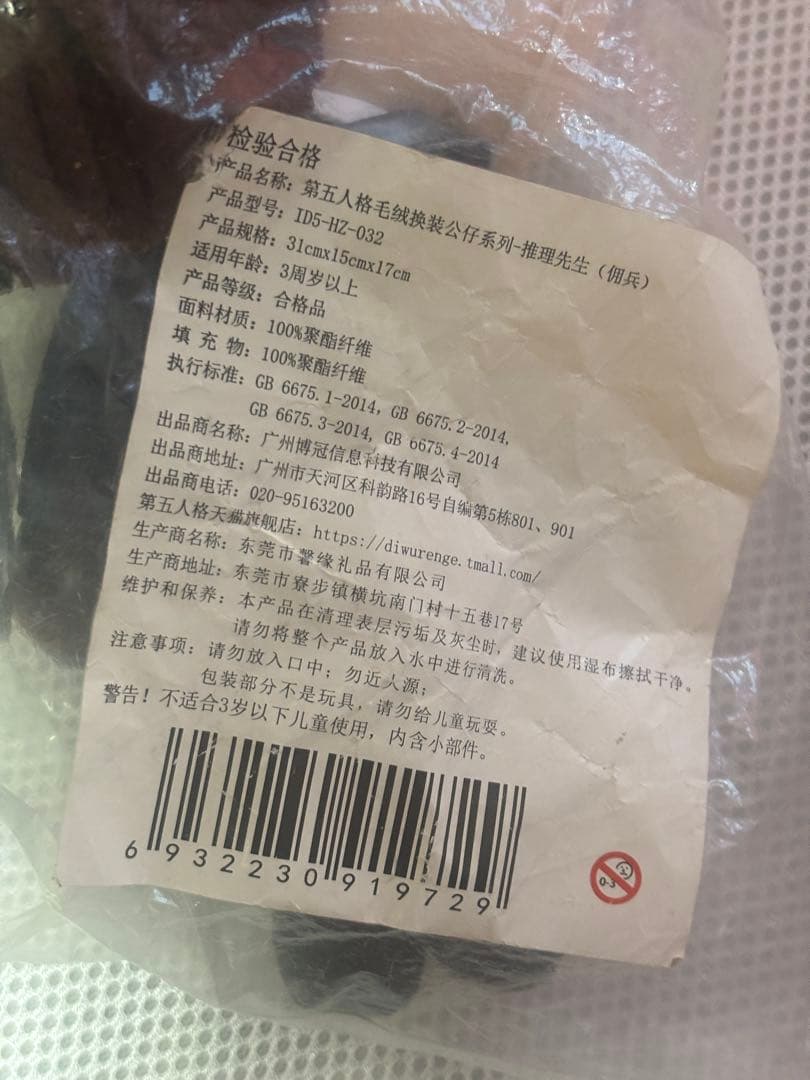 检验合格
产品名称：第五人格毛绒换装公仔系列-推理先生（佣兵）
产品型号：ID5-HZ-032
产品规格：31cmx15cmx17cm
适用年龄：3周岁以上
产品等级：合格品
面料材质：100%聚酯纤维
填 充 物：100%聚酯纤维
执行标准：GB 6675.1-2014, GB 6675.2-2014,
GB 6675.3-2014, GB 6675.4-2014
出品商名称：广州博冠信息科技有限公司
出品商地址：广州市天河区科韵路16号自编第5栋801、901
出品商电话：020-95163200
第五人格天猫旗舰店：https://diwurenge.tmall.com/
生产商名称：东莞市馨缘礼品有限公司
生产商地址：东莞市寮步镇横坑南门村十五巷17号
维护和保养：本产品在清理表层污垢及灰尘时，建议使用湿布擦拭干净。
请勿将整个产品放入水中进行清洗。
注意事项：请勿放入口中；勿近火源；
包装部分不是玩具，请勿给儿童玩耍。
警告！不适合3岁以下儿童使用，内含小部件。
6 932230 919729
0-3